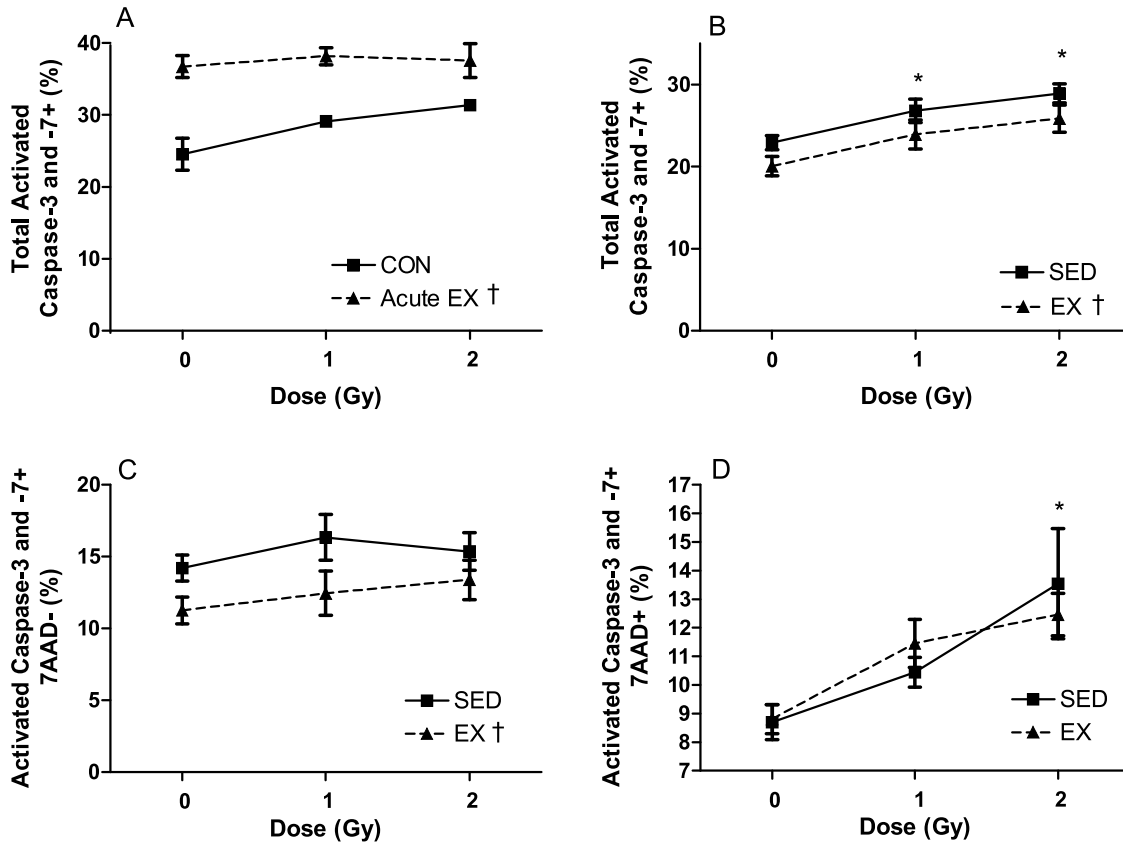 A
Total Activated
Caspase-3 and -7+ (%)
40
30
20
10
0
CON
Acute EX †
0 1 2
Dose (Gy)
B
Total Activated
Caspase-3 and -7+ (%)
30
20
10
0
* *
SED
EX †
0 1 2
Dose (Gy)
C
Activated Caspase-3 and -7+
7AAD- (%)
20
15
10
5
0
SED
EX †
0 1 2
Dose (Gy)
D
Activated Caspase-3 and -7+
7AAD+ (%)
17
16
15
14
13
12
11
10
9
8
7
*
SED
EX
0 1 2
Dose (Gy)